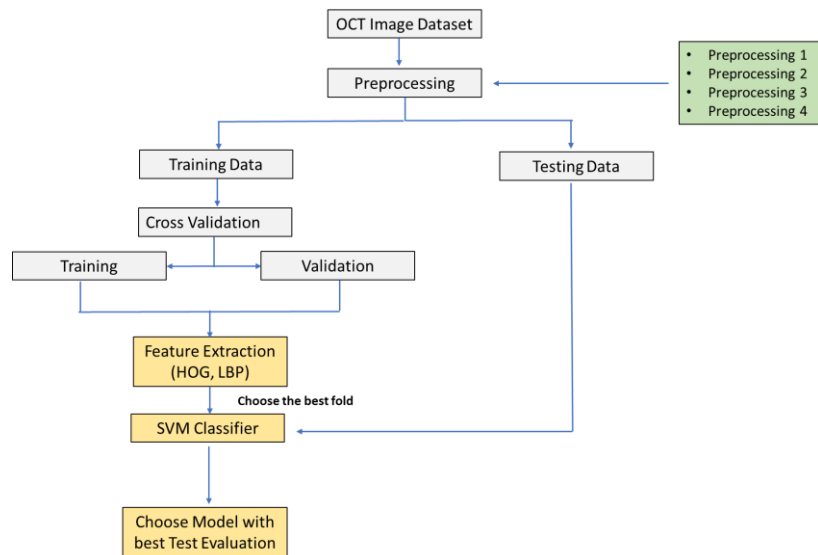 OCT Image Dataset
Preprocessing
• Preprocessing 1
• Preprocessing 2
• Preprocessing 3
• Preprocessing 4
Training Data
Testing Data
Cross Validation
Training
Validation
Feature Extraction
(HOG, LBP)
Choose the best fold
SVM Classifier
Choose Model with
best Test Evaluation